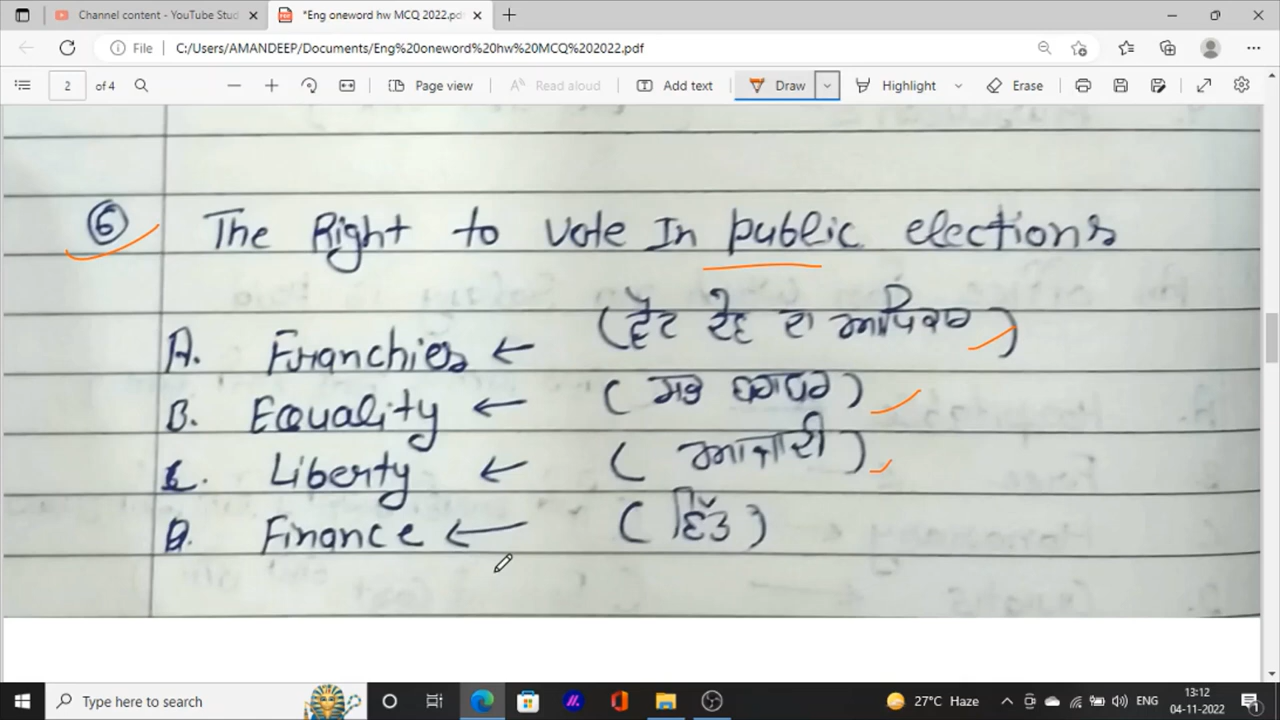 Channel content - YouTube Stud
*Eng oneword hw MCQ 2022.pdf
File C:/Users/AMANDEEP/Documents/Eng%20oneword%20hw%20MCQ%202022.pdf
2 of 4 Page view Read aloud Add text Draw Highlight Erase
6 The Right to Vote In public elections
A. Franchies ← (ਵੋਟ ਦੇਣ ਦਾ ਅਧਿਕਾਰ)
B. Equality ← (ਸਭ ਬਰਾਬਰ)
C. Liberty ← (ਅਜਾਦੀ)
D. Finance ← (ਵਿੱਤ)
Type here to search
27°C Haze ENG 13:12
04-11-2022 1